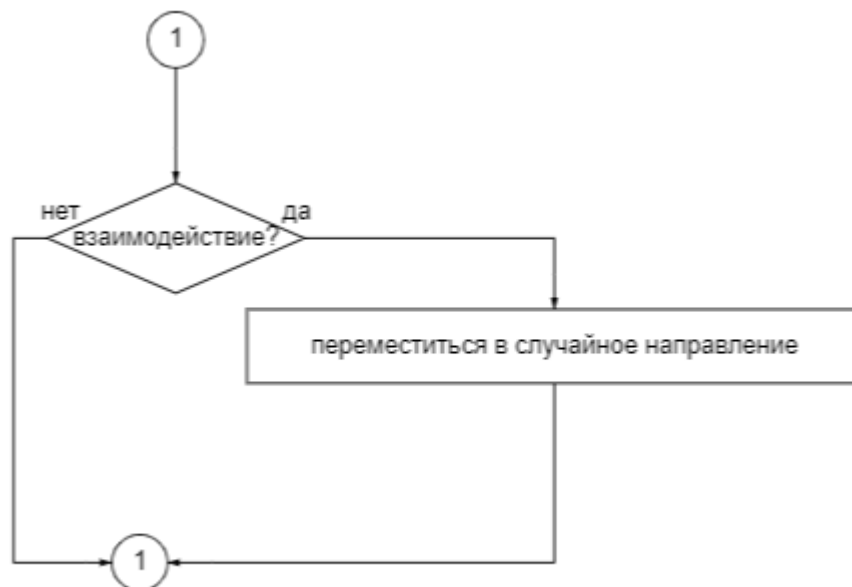 1
нет
да
взаимодействие?
переместиться в случайное направление
1